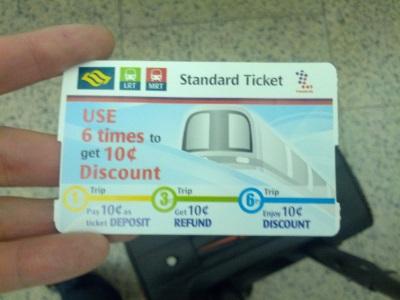 LRT MRT Standard Ticket
USE
6 times to
get 10¢
Discount
1 Trip 3 Trip 6th Trip
Pay 10¢ as Get 10¢ Enjoy 10¢
ticket DEPOSIT REFUND DISCOUNT